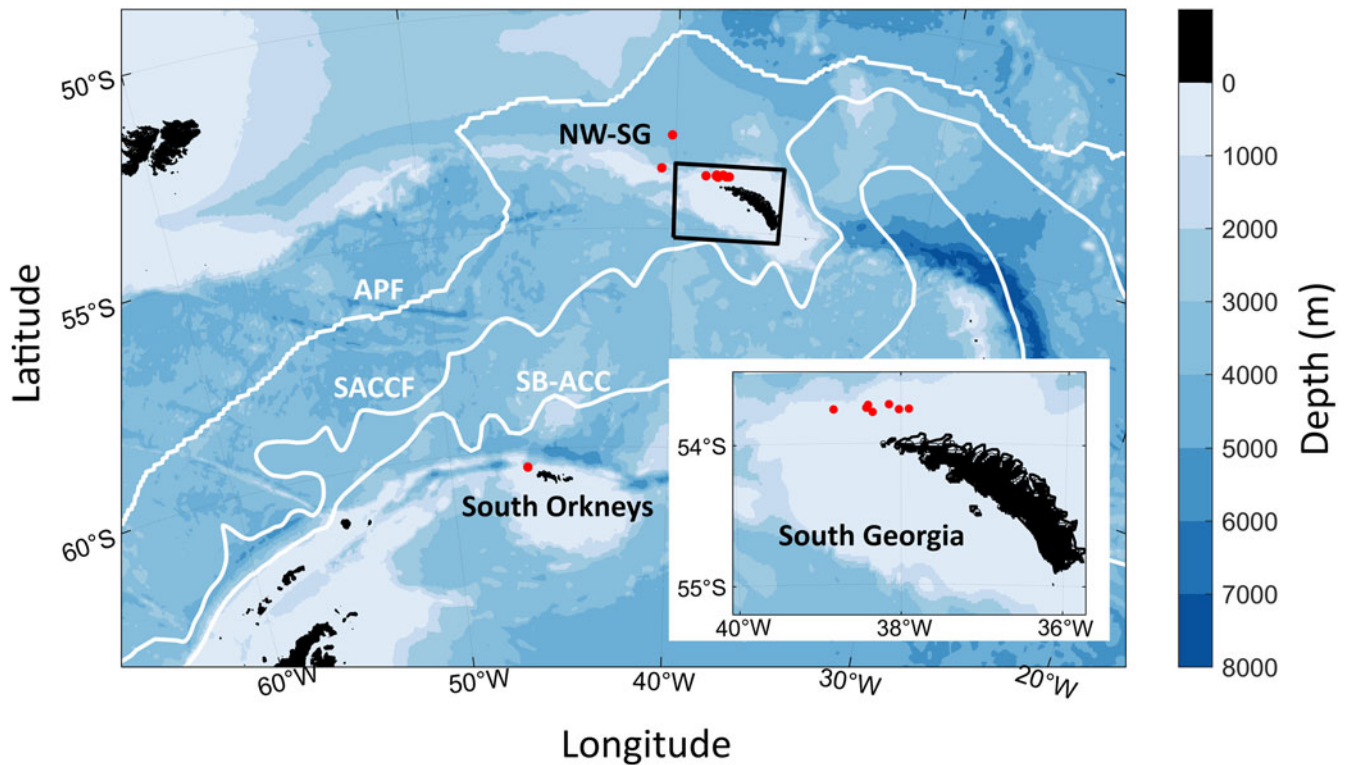 50°S
55°S
60°S
Latitude
NW-SG
APF
SACCF
SB-ACC
South Orkneys
South Georgia
54°S
55°S
40°W
38°W
36°W
60°W
50°W
40°W
30°W
20°W
Longitude
0
1000
2000
3000
4000
5000
6000
7000
8000
Depth (m)